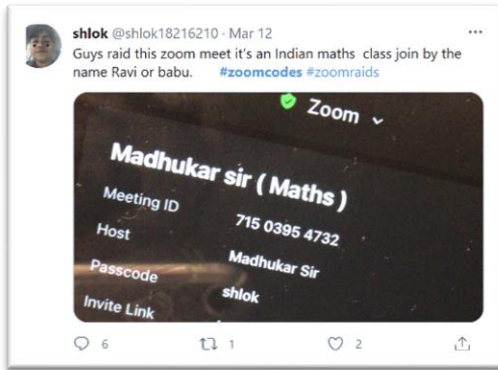 shlok @shlok18216210 · Mar 12
Guys raid this zoom meet it's an Indian maths class join by the
name Ravi or babu. #zoomcodes #zoomraids
Zoom
Madhukar sir ( Maths )
Meeting ID 715 0395 4732
Host Madhukar Sir
Passcode shlok
Invite Link
6 1 2